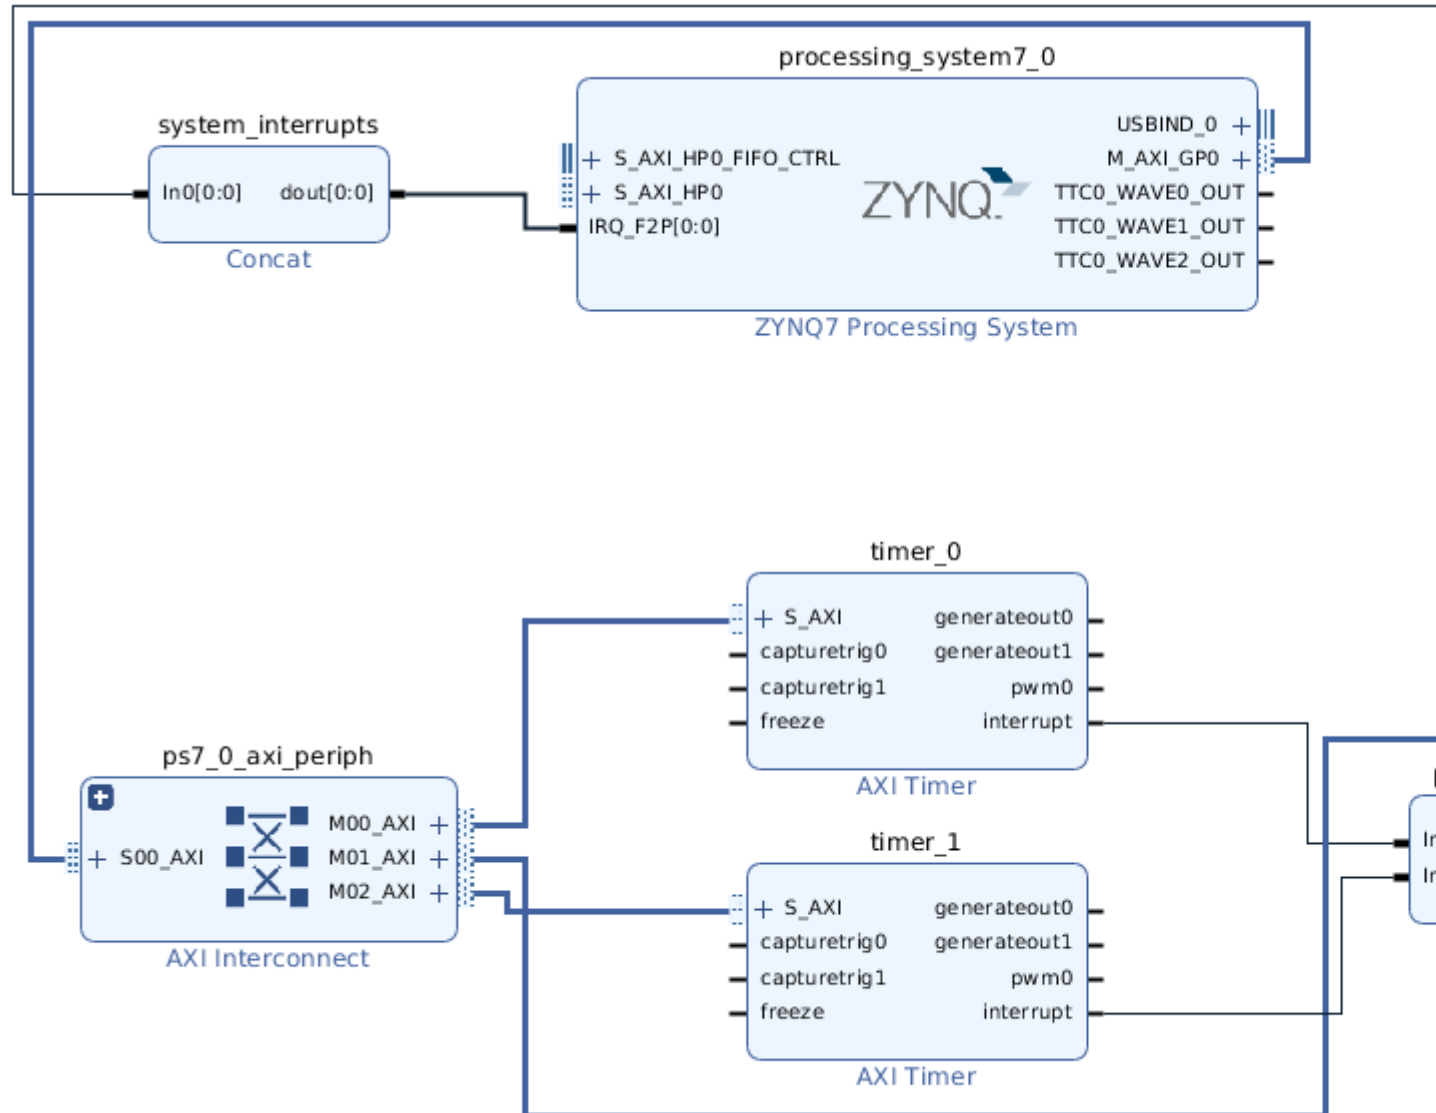 processing_system7_0
system_interrupts
In0[0:0] dout[0:0]
Concat
S_AXI_HP0_FIFO_CTRL
S_AXI_HP0
IRQ_F2P[0:0]
ZYNQ
USBIND_0
M_AXI_GP0
TTC0_WAVE0_OUT
TTC0_WAVE1_OUT
TTC0_WAVE2_OUT
ZYNQ7 Processing System
timer_0
S_AXI generateout0
capturetrig0 generateout1
capturetrig1 pwm0
freeze interrupt
AXI Timer
ps7_0_axi_periph
S00_AXI
M00_AXI
M01_AXI
M02_AXI
AXI Interconnect
timer_1
S_AXI generateout0
capturetrig0 generateout1
capturetrig1 pwm0
freeze interrupt
AXI Timer